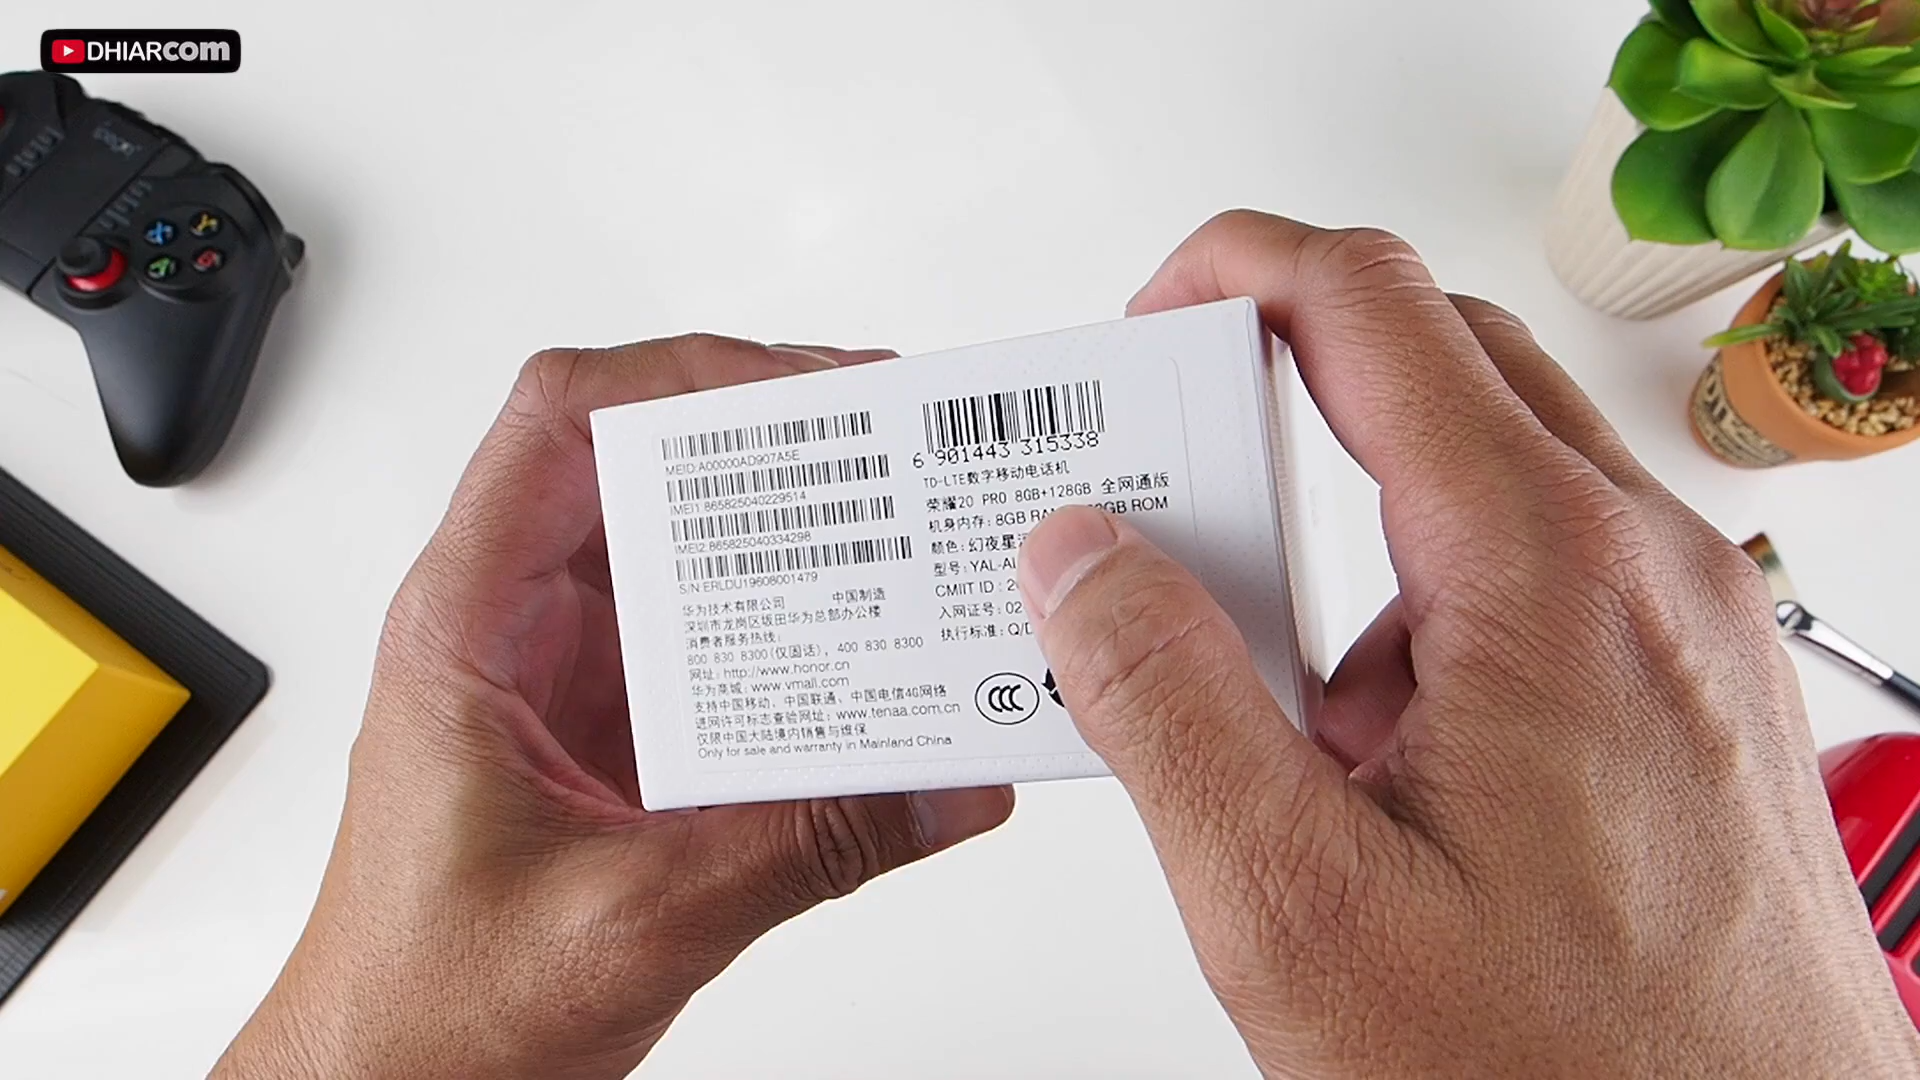 DHIARCOM
MEID:A00000AD907A5E
IMEI1:865825040229514
IMEI2:865825040334298
S/N:ERLDU19608001479
华为技术有限公司 中国制造
深圳市龙岗区坂田华为总部办公楼
消费者服务热线:
800 830 8300(仅固话), 400 830 8300
网址: http://www.honor.cn
华为商城: www.vmall.com
支持中国移动、中国联通、中国电信4G网络
进网许可标志查验网址: www.tenaa.com.cn
仅限中国大陆境内销售与维保
Only for sale and warranty in Mainland China
6 901443 315338
TD-LTE数字移动电话机
荣耀20 PRO 8GB+128GB 全网通版
机身内存: 8GB GB ROM
颜色: 幻夜星
型号: YAL-
CMIIT ID: 2
入网证号: 02
执行标准: Q/
CCC